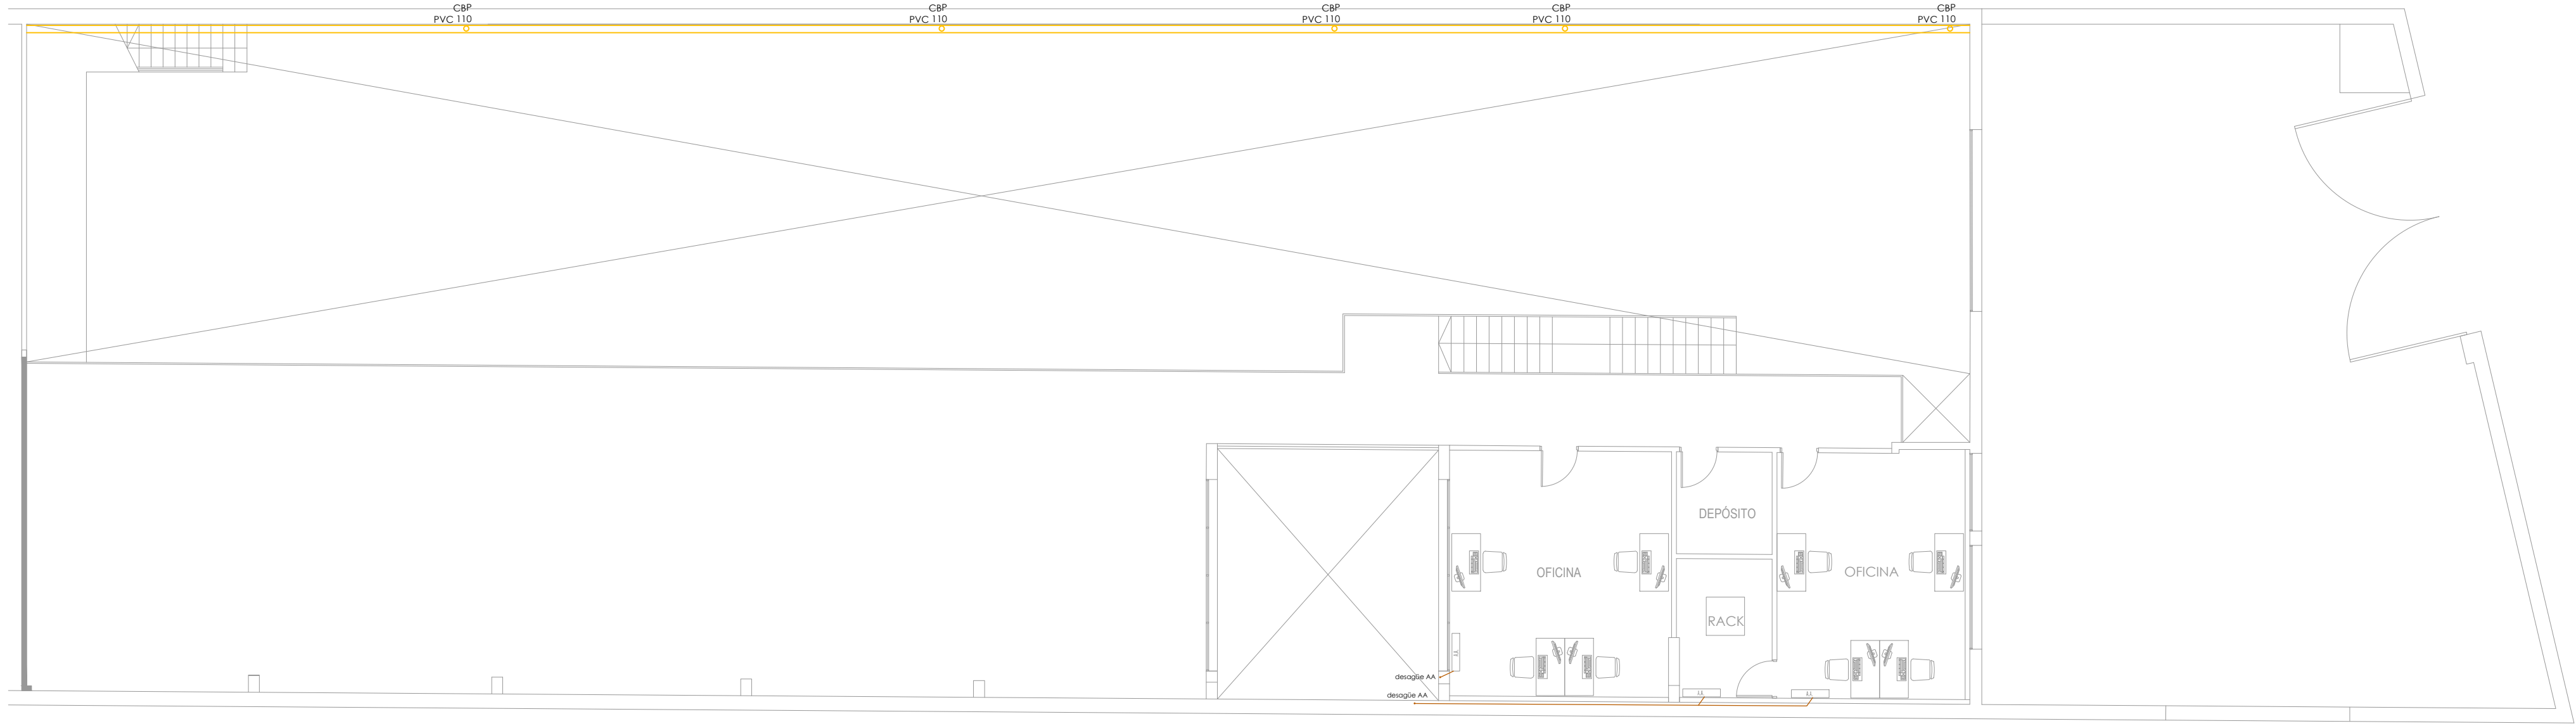 CBP
PVC 110
CBP
PVC 110
CBP
PVC 110
CBP
PVC 110
CBP
PVC 110
DEPÓSITO
OFICINA
OFICINA
RACK
desagüe AA
desagüe AA